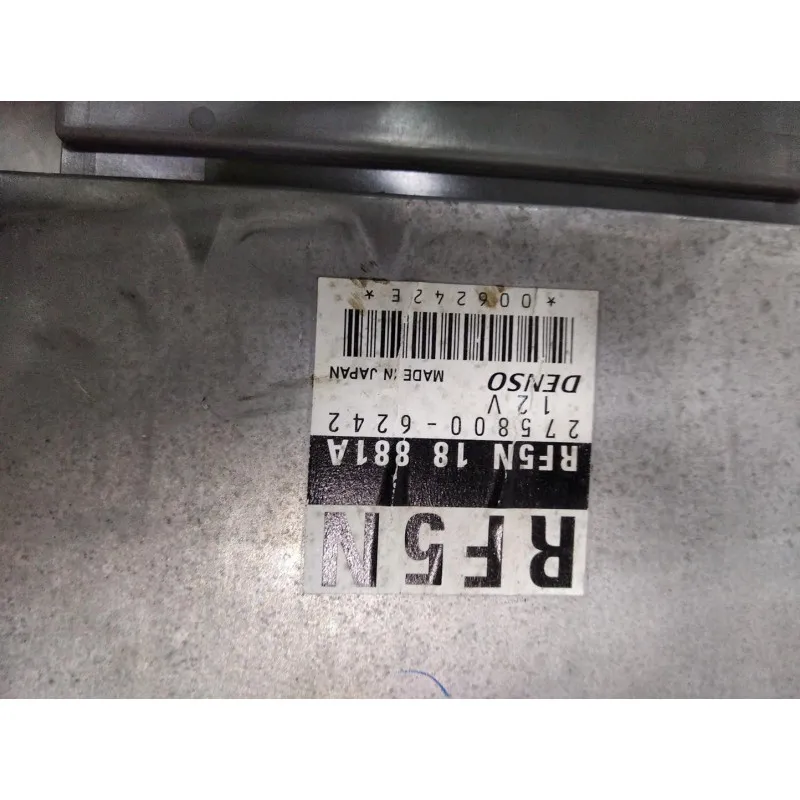 RF5N
RF5N 18 881A
275800-6242
12V
DENSO MADE IN JAPAN
*006242E*